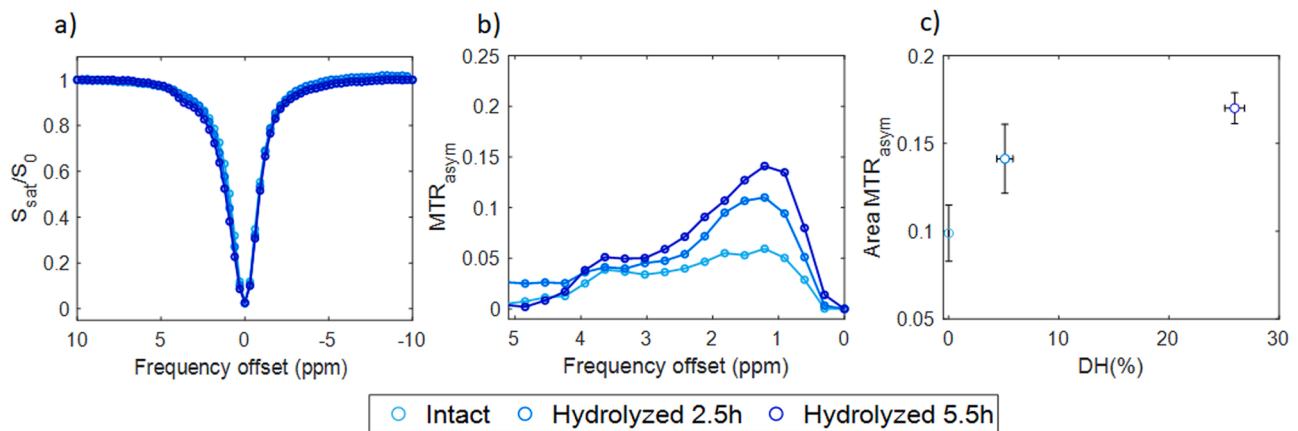 a)
b)
c)
1
0.8
0.6
0.4
0.2
0
Ssat/S0
10
5
0
-5
-10
Frequency offset (ppm)
0.25
0.2
0.15
0.1
0.05
0
MTRasym
5
4
3
2
1
0
Frequency offset (ppm)
0.2
0.15
0.1
0.05
Area MTRasym
0
10
20
30
DH(%)
Intact
Hydrolyzed 2.5h
Hydrolyzed 5.5h